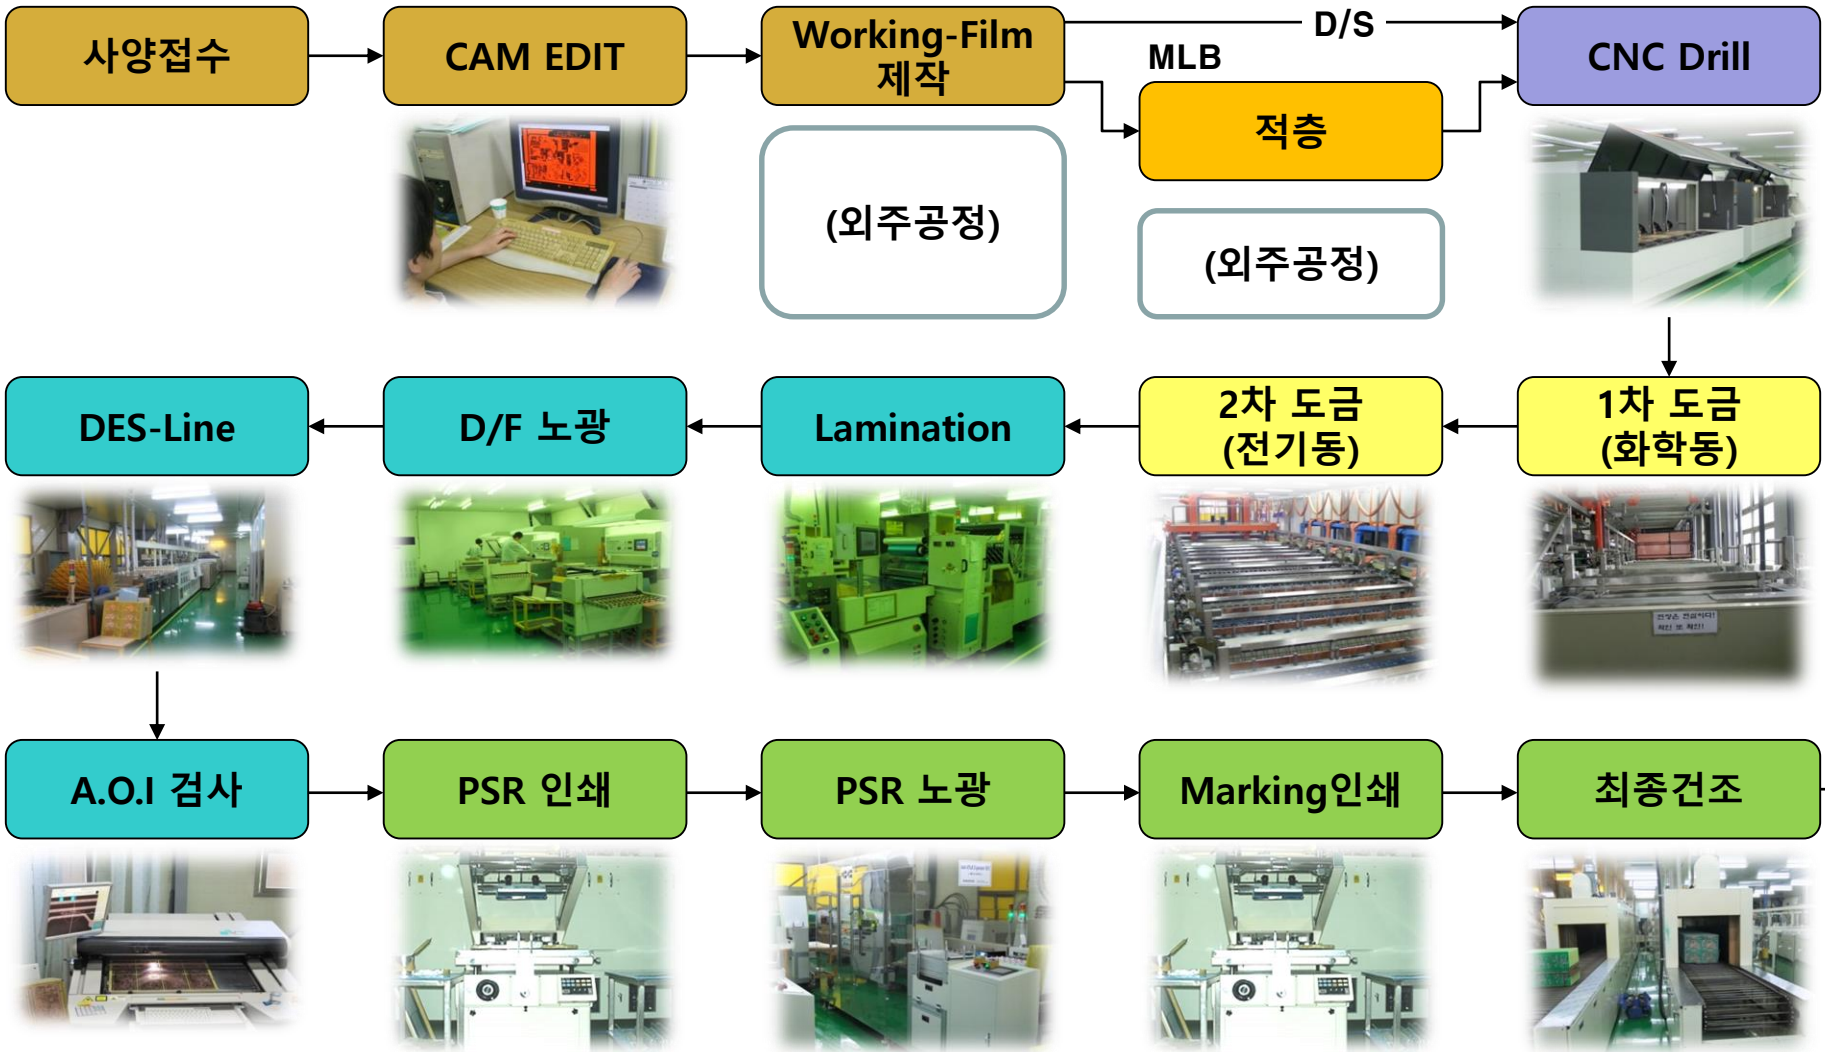 사양접수
CAM EDIT
Working-Film
제작
D/S
MLB
적층
CNC Drill
(외주공정)
(외주공정)
DES-Line
D/F 노광
Lamination
2차 도금
(전기동)
1차 도금
(화학동)
A.O.I 검사
PSR 인쇄
PSR 노광
Marking인쇄
최종건조